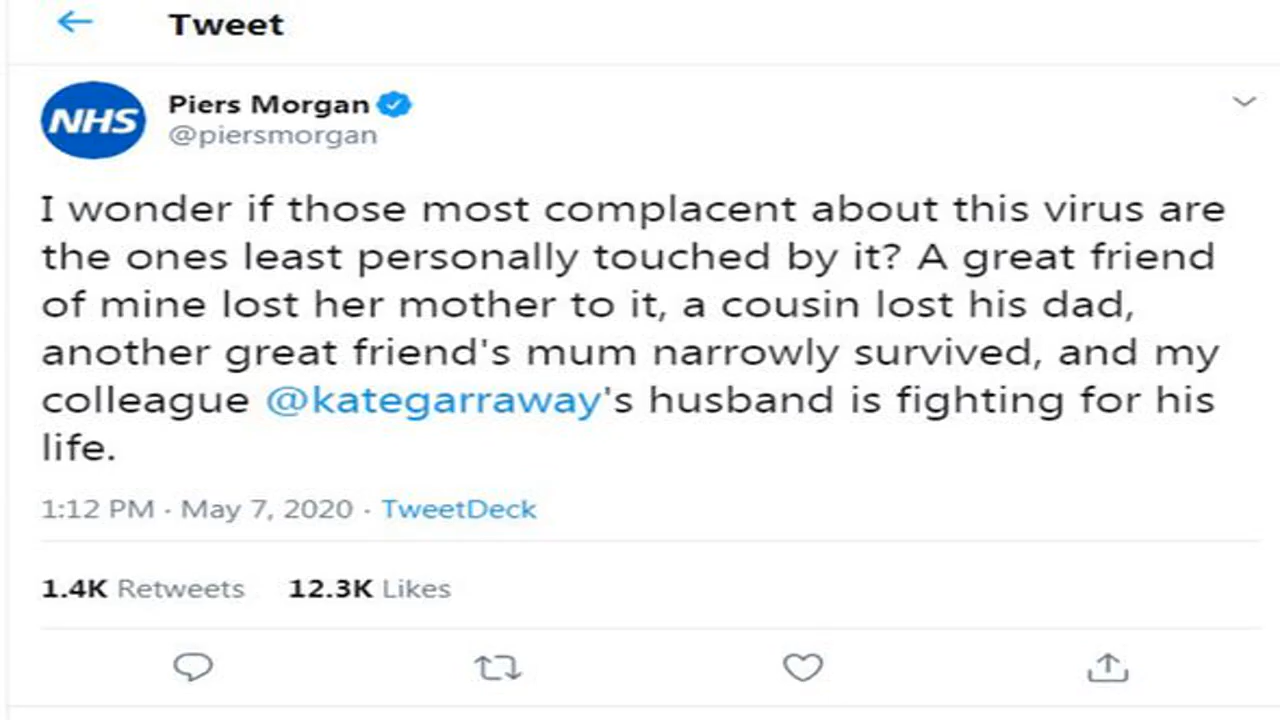 Tweet
NHS
Piers Morgan
@piersmorgan
I wonder if those most complacent about this virus are
the ones least personally touched by it? A great friend
of mine lost her mother to it, a cousin lost his dad,
another great friend's mum narrowly survived, and my
colleague @kategarraway's husband is fighting for his
life.
1:12 PM · May 7, 2020 · TweetDeck
1.4K Retweets 12.3K Likes